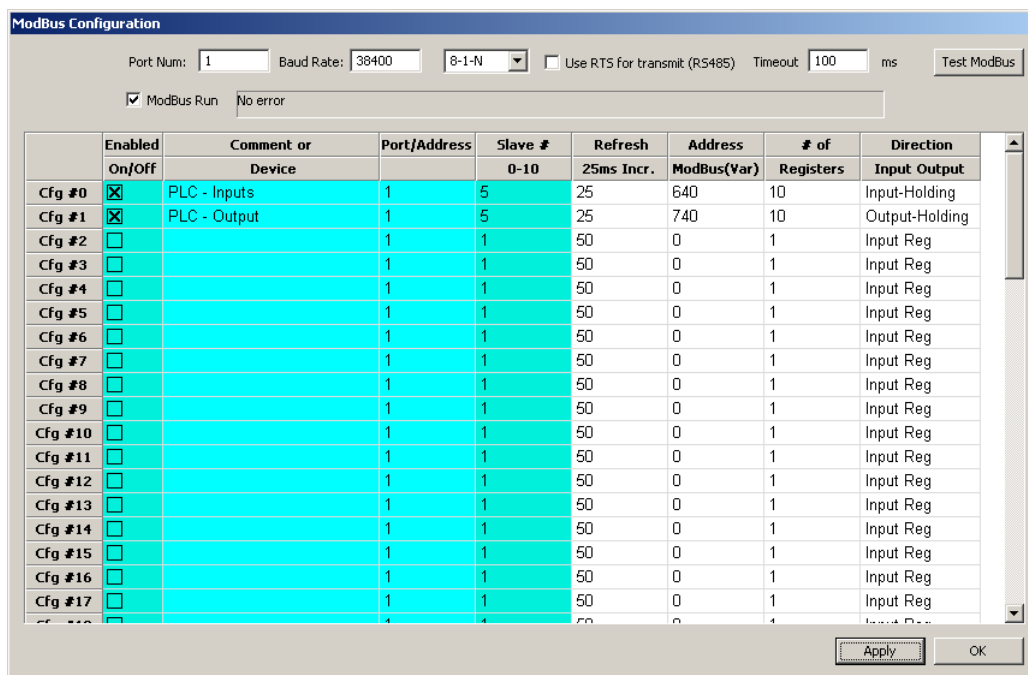 ModBus Configuration
Port Num: 1 Baud Rate: 38400 8-1-N Use RTS for transmit (RS485) Timeout 100 ms Test ModBus
ModBus Run No error
Enabled Comment or Port/Address Slave # Refresh Address # of Direction
On/Off Device 0-10 25ms Incr. ModBus(Var) Registers Input Output
Cfg #0 PLC - Inputs 1 5 25 640 10 Input-Holding
Cfg #1 PLC - Output 1 5 25 740 10 Output-Holding
Cfg #2 1 1 50 0 1 Input Reg
Cfg #3 1 1 50 0 1 Input Reg
Cfg #4 1 1 50 0 1 Input Reg
Cfg #5 1 1 50 0 1 Input Reg
Cfg #6 1 1 50 0 1 Input Reg
Cfg #7 1 1 50 0 1 Input Reg
Cfg #8 1 1 50 0 1 Input Reg
Cfg #9 1 1 50 0 1 Input Reg
Cfg #10 1 1 50 0 1 Input Reg
Cfg #11 1 1 50 0 1 Input Reg
Cfg #12 1 1 50 0 1 Input Reg
Cfg #13 1 1 50 0 1 Input Reg
Cfg #14 1 1 50 0 1 Input Reg
Cfg #15 1 1 50 0 1 Input Reg
Cfg #16 1 1 50 0 1 Input Reg
Cfg #17 1 1 50 0 1 Input Reg
Apply OK